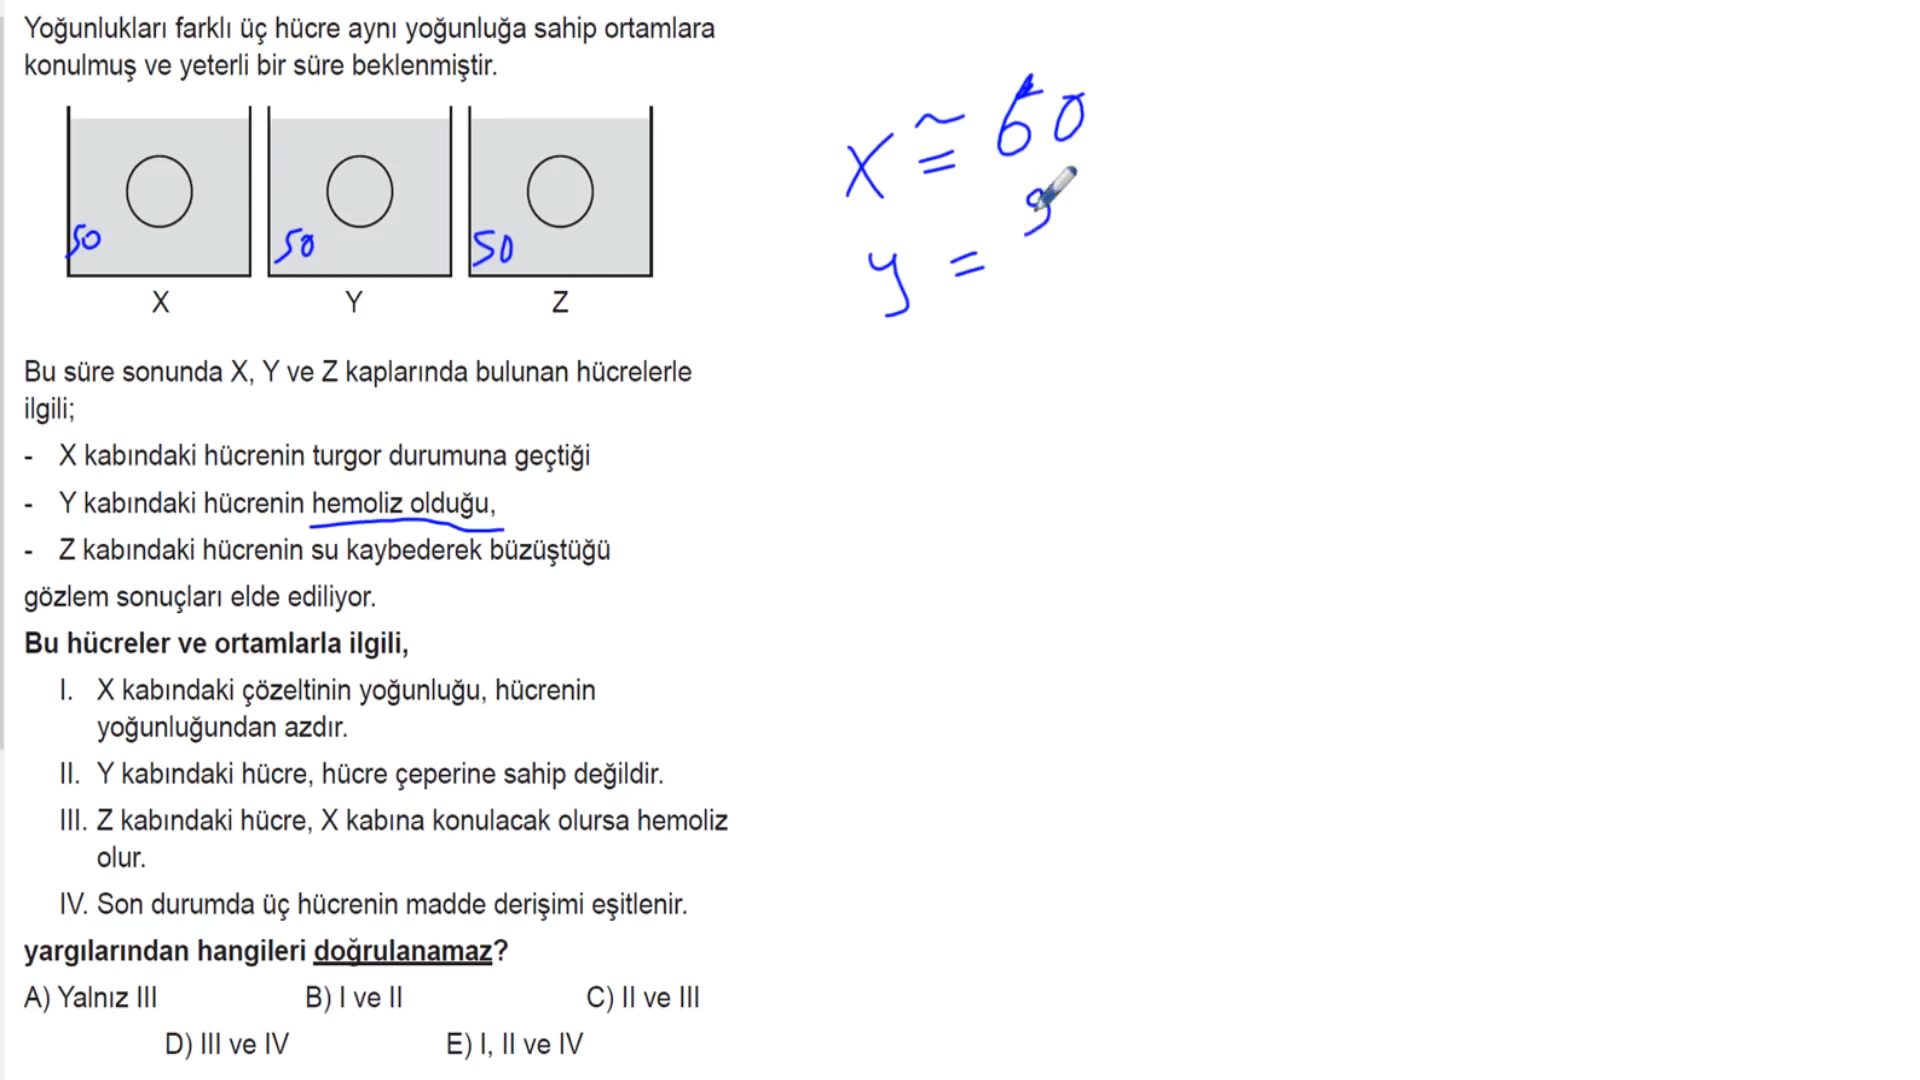 Yoğunlukları farklı üç hücre aynı yoğunluğa sahip ortamlara
konulmuş ve yeterli bir süre beklenmiştir.
50 50 50
X Y Z
x ≅ 60
9
y =
Bu süre sonunda X, Y ve Z kaplarında bulunan hücrelerle
ilgili;
- X kabındaki hücrenin turgor durumuna geçtiği
- Y kabındaki hücrenin hemoliz olduğu,
- Z kabındaki hücrenin su kaybederek büzüştüğü
gözlem sonuçları elde ediliyor.
Bu hücreler ve ortamlarla ilgili,
I. X kabındaki çözeltinin yoğunluğu, hücrenin
yoğunluğundan azdır.
II. Y kabındaki hücre, hücre çeperine sahip değildir.
III. Z kabındaki hücre, X kabına konulacak olursa hemoliz
olur.
IV. Son durumda üç hücrenin madde derişimi eşitlenir.
yargılarından hangileri doğrulanamaz?
A) Yalnız III B) I ve II C) II ve III
D) III ve IV E) I, II ve IV